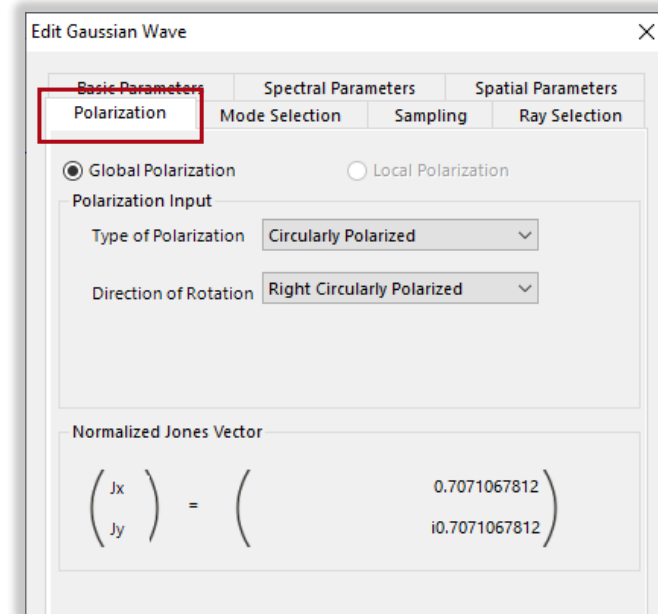 Edit Gaussian Wave
Basic Parameters Spectral Parameters Spatial Parameters
Polarization Mode Selection Sampling Ray Selection
Global Polarization Local Polarization
Polarization Input
Type of Polarization Circularly Polarized
Direction of Rotation Right Circularly Polarized
Normalized Jones Vector
Jx 0.7071067812
=
Jy i0.7071067812